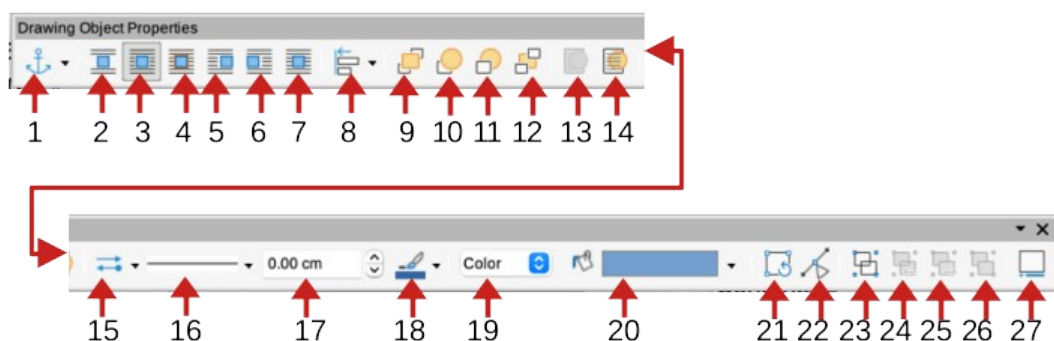 Drawing Object Properties
1 2 3 4 5 6 7 8 9 10 11 12 13 14
0.00 cm Color
15 16 17 18 19 20 21 22 23 24 25 26 27